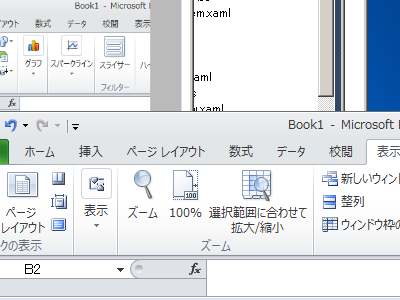 Book1 - Microsoft
数式 データ 校閲
em.xaml
グラフ スパークライン スライサー
フィルター
aml
.xaml
fx
Book1 - Microsoft
ホーム 挿入 ページ レイアウト 数式 データ 校閲 表示
ページ レイアウト
表示
ズーム 100% 選択範囲に合わせて
拡大/縮小
新しいウィンド
整列
ウィンドウ枠の
クの表示 ズーム
B2 fx